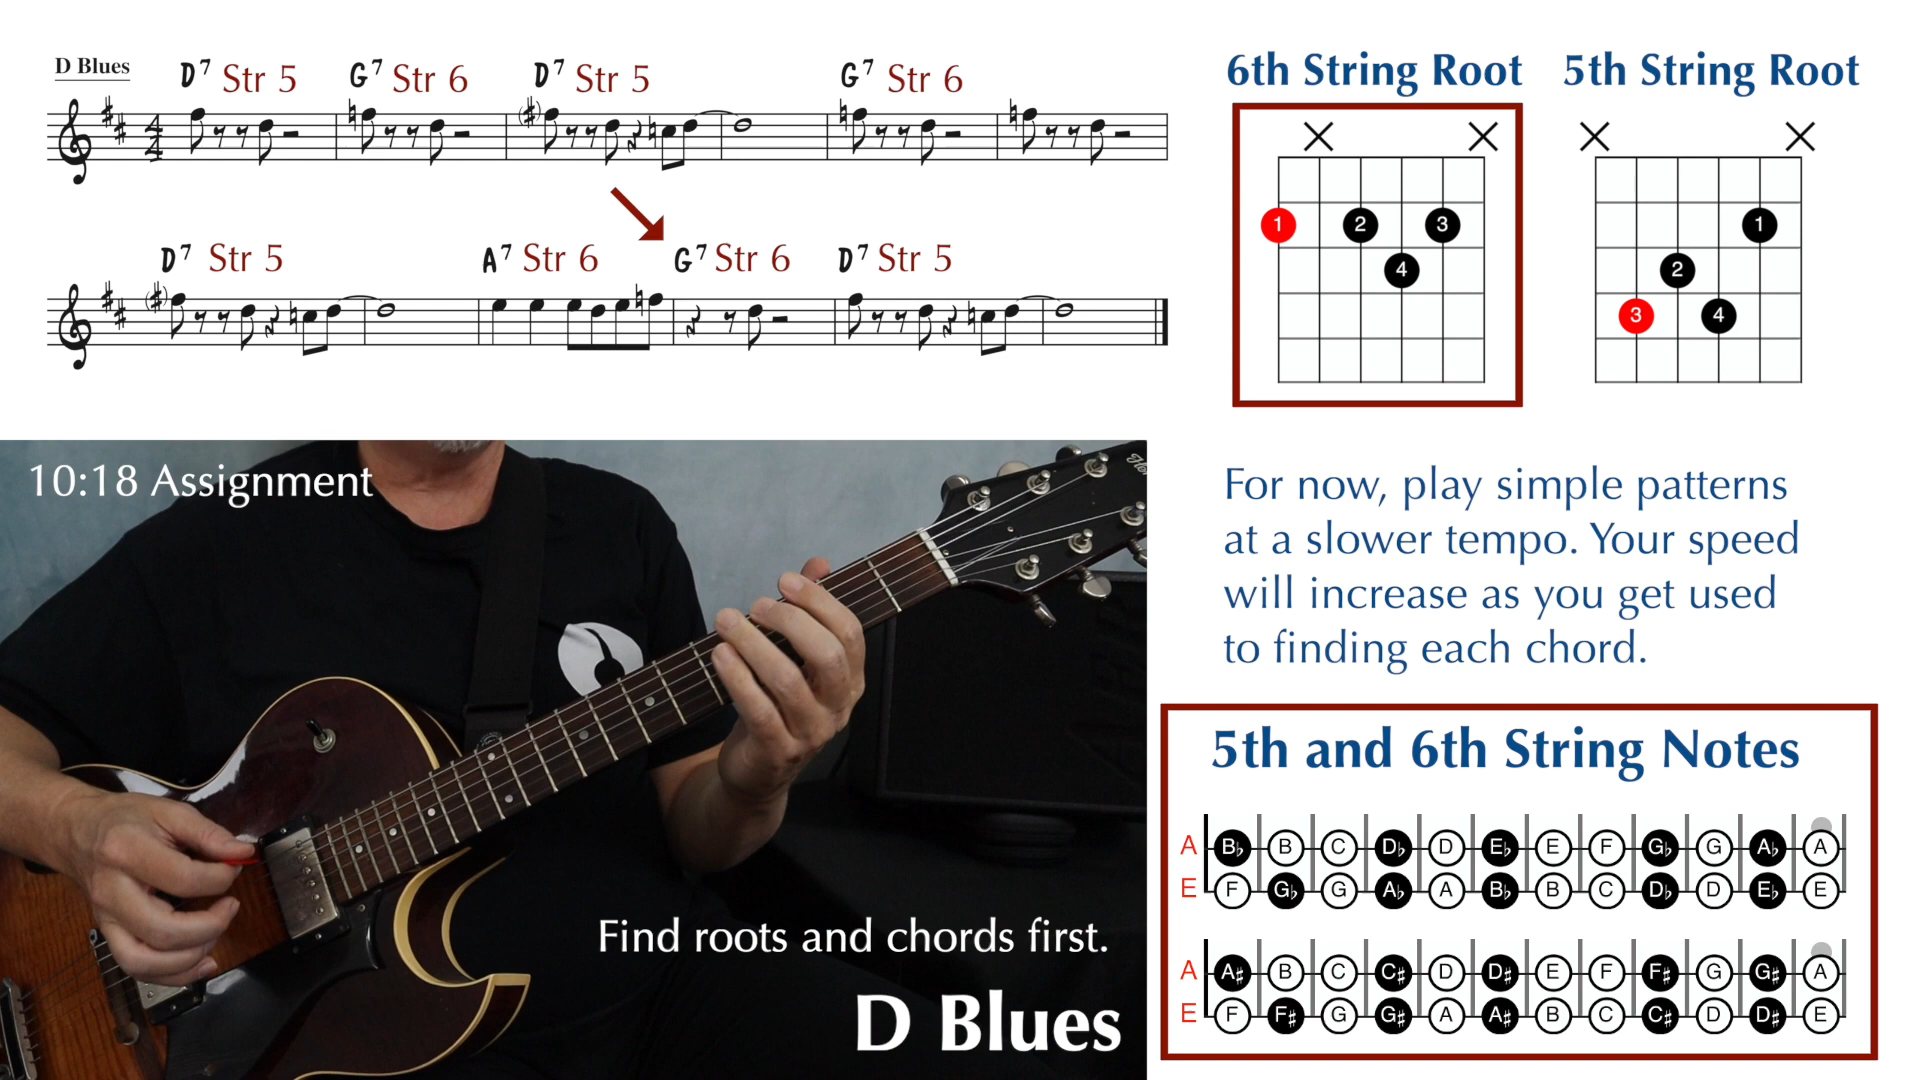 D Blues
D7 Str 5 G7 Str 6 D7 Str 5 G7 Str 6
4
4
D7 Str 5 A7 Str 6 G7 Str 6 D7 Str 5
6th String Root 5th String Root
X X X X
1 2 3 1
4 2
3 4
10:18 Assignment
For now, play simple patterns
at a slower tempo. Your speed
will increase as you get used
to finding each chord.
Find roots and chords first.
D Blues
5th and 6th String Notes
A B♭ B C D♭ D E♭ E F G♭ G A♭ A
E F G♭ G A♭ A B♭ B C D♭ D E♭ E
A A♯ B C C♯ D D♯ E F F♯ G G♯ A
E F F♯ G G♯ A A♯ B C C♯ D D♯ E